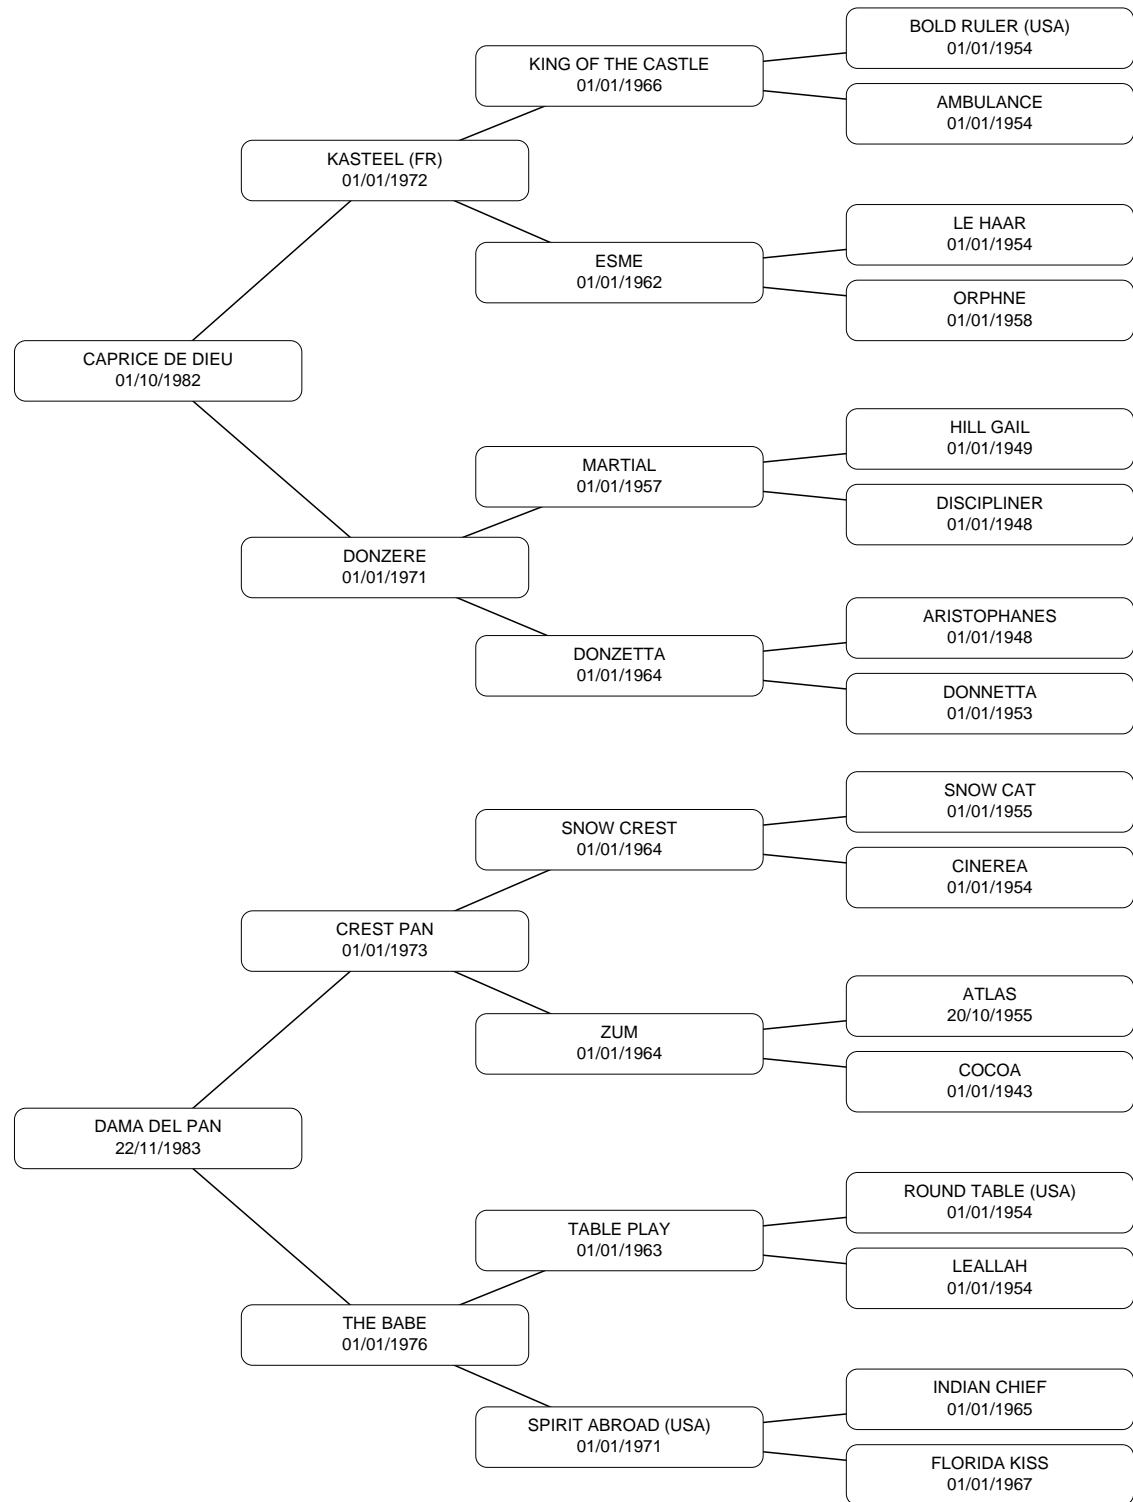 BOLD RULER (USA)
01/01/1954
KING OF THE CASTLE
01/01/1966
AMBULANCE
01/01/1954
KASTEEL (FR)
01/01/1972
LE HAAR
01/01/1954
ESME
01/01/1962
ORPHNE
01/01/1958
CAPRICE DE DIEU
01/10/1982
HILL GAIL
01/01/1949
MARTIAL
01/01/1957
DISCIPLINER
01/01/1948
DONZERE
01/01/1971
ARISTOPHANES
01/01/1948
DONZETTA
01/01/1964
DONNETTA
01/01/1953
SNOW CAT
01/01/1955
SNOW CREST
01/01/1964
CINEREA
01/01/1954
CREST PAN
01/01/1973
ATLAS
20/10/1955
ZUM
01/01/1964
COCOA
01/01/1943
DAMA DEL PAN
22/11/1983
ROUND TABLE (USA)
01/01/1954
TABLE PLAY
01/01/1963
LEALLAH
01/01/1954
THE BABE
01/01/1976
INDIAN CHIEF
01/01/1965
SPIRIT ABROAD (USA)
01/01/1971
FLORIDA KISS
01/01/1967